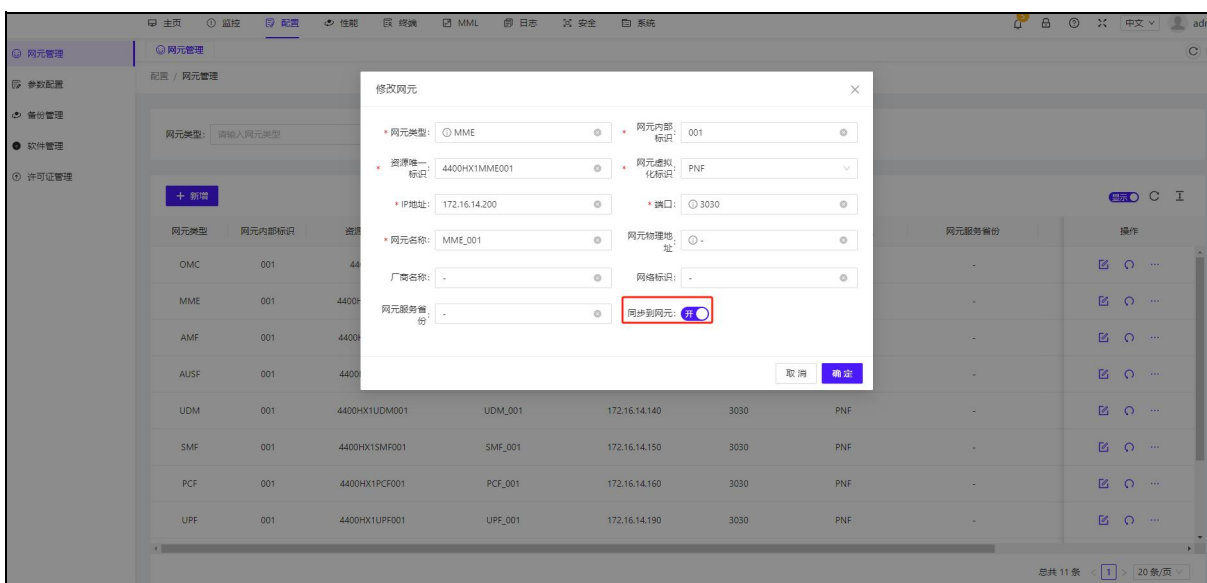 主页 监控 配置 性能 终端 MML 日志 安全 系统 中文
网元管理
参数配置
备份管理
软件管理
许可证管理
网元管理
配置 / 网元管理
网元类型: 请输入网元类型
+ 新增
显示
网元类型 网元内部标识 网元服务省份 操作
OMC 001 -
MME 001 -
AMF 001 -
AUSF 001 -
UDM 001 4400HX1UDM001 UDM_001 172.16.14.140 3030 PNF -
SMF 001 4400HX1SMF001 SMF_001 172.16.14.150 3030 PNF -
PCF 001 4400HX1PCF001 PCF_001 172.16.14.160 3030 PNF -
UPF 001 4400HX1UPF001 UPF_001 172.16.14.190 3030 PNF -
总共 11 条 < 1 > 20 条/页
修改网元
* 网元类型: MME
* 网元内部标识: 001
* 资源唯一标识: 4400HX1MME001
* 网元虚拟化标识: PNF
* IP地址: 172.16.14.200
* 端口: 3030
* 网元名称: MME_001
网元物理地址: -
厂商名称: -
网络标识: -
网元服务省份: -
同步到网元: 开
取消 确定